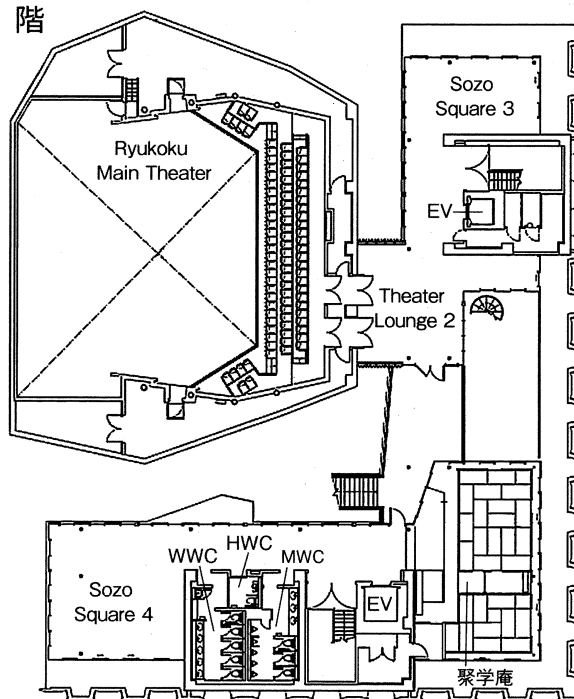 階
Sozo
Square 3
Ryukoku
Main Theater
EV
Theater
Lounge 2
HWC
WWC
MWC
Sozo
Square 4
EV
聚学庵